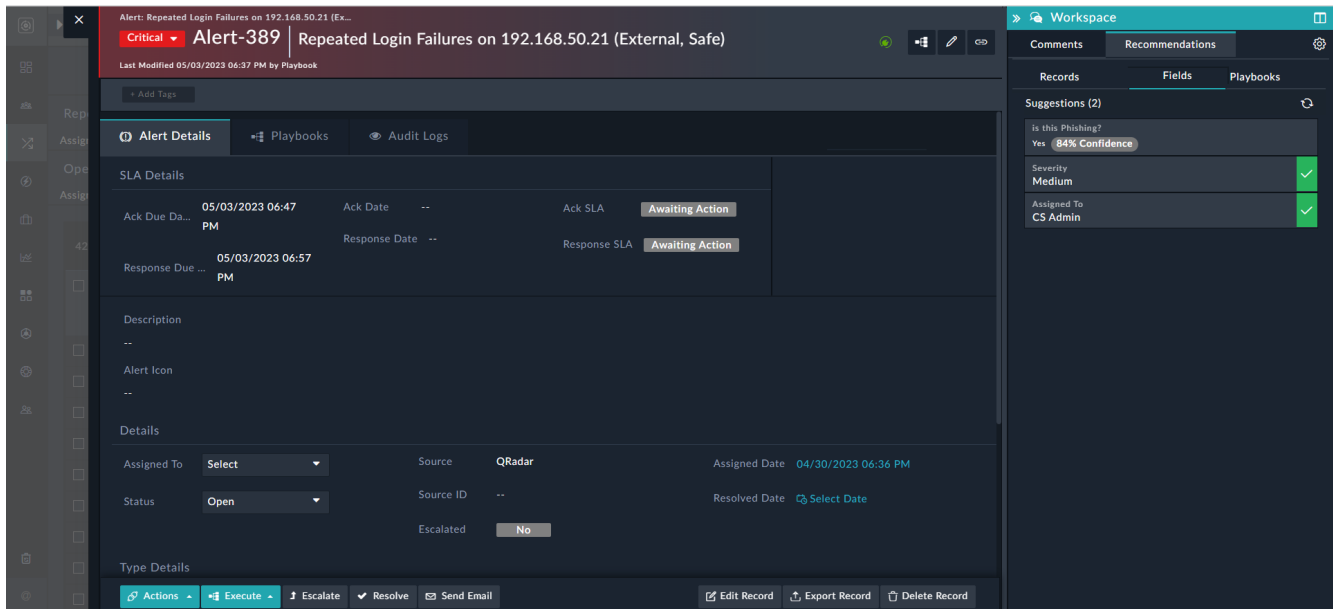 Alert: Repeated Login Failures on 192.168.50.21 (Ex...
Critical Alert-389 Repeated Login Failures on 192.168.50.21 (External, Safe)
Last Modified 05/03/2023 06:37 PM by Playbook
+ Add Tags
Alert Details Playbooks Audit Logs
SLA Details
Ack Due Da... 05/03/2023 06:47 PM
Ack Date --
Ack SLA Awaiting Action
Response Date --
Response SLA Awaiting Action
Response Due ... 05/03/2023 06:57 PM
Description
--
Alert Icon
--
Details
Assigned To Select
Source QRadar
Assigned Date 04/30/2023 06:36 PM
Status Open
Source ID --
Resolved Date Select Date
Escalated No
Type Details
Actions Execute Escalate Resolve Send Email Edit Record Export Record Delete Record
Workspace
Comments Recommendations
Records Fields Playbooks
Suggestions (2)
is this Phishing?
Yes 84% Confidence
Severity
Medium
Assigned To
CS Admin
Rep
Assig
Ope
Assig
42